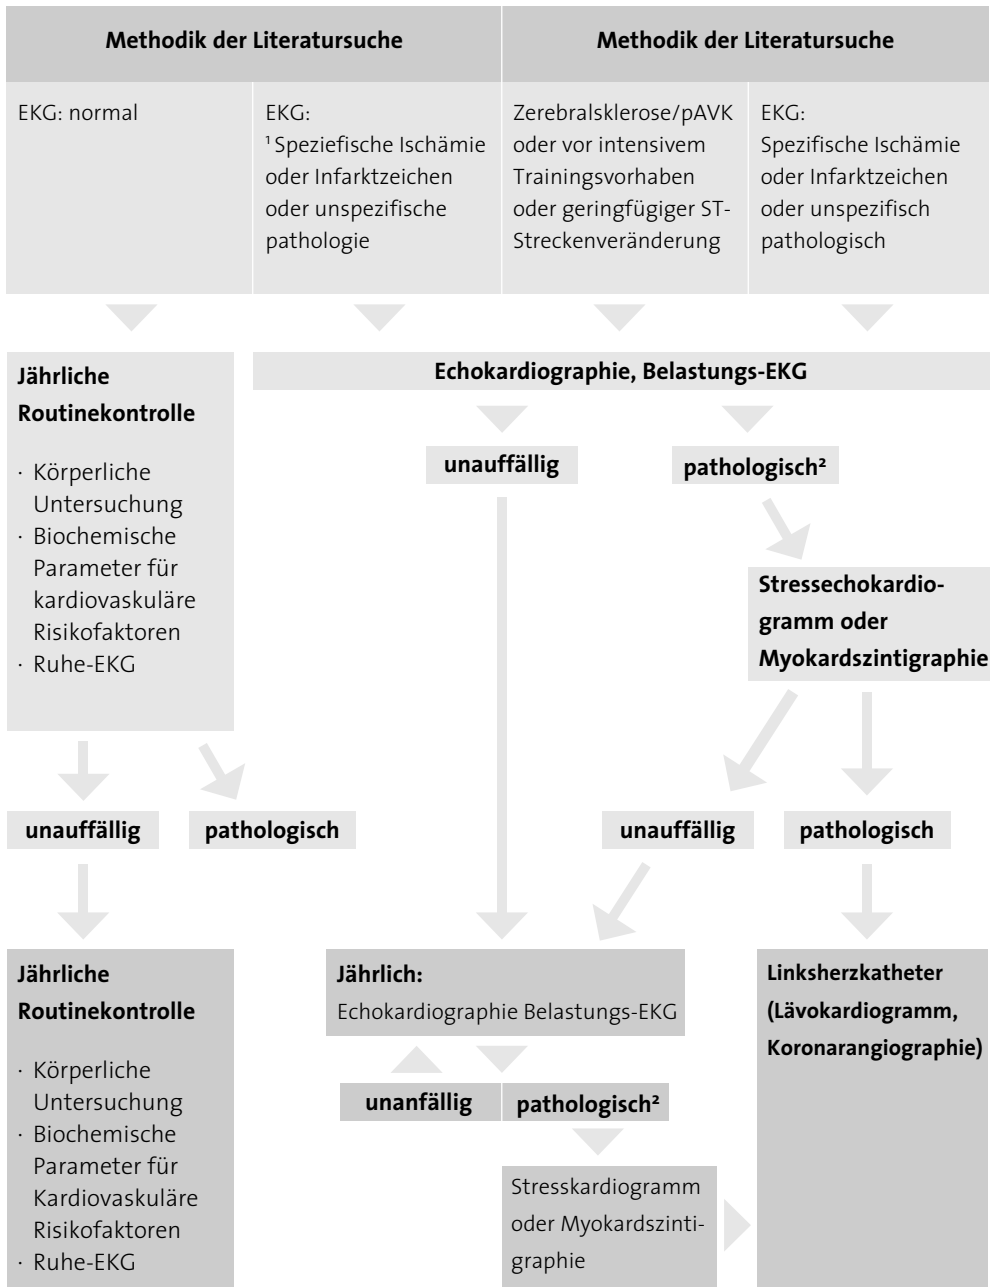 Methodik der Literatursuche
Methodik der Literatursuche
EKG: normal
EKG:
¹ Speziefische Ischämie
oder Infarktzeichen
oder unspezifische
pathologie
Zerebralsklerose/pAVK
oder vor intensivem
Trainingsvorhaben
oder geringfügiger ST-
Streckenveränderung
EKG:
Spezifische Ischämie
oder Infarktzeichen
oder unspezifisch
pathologisch
Jährliche
Routinekontrolle
· Körperliche
Untersuchung
· Biochemische
Parameter für
kardiovaskuläre
Risikofaktoren
· Ruhe-EKG
Echokardiographie, Belastungs-EKG
unauffällig
pathologisch²
Stressechokardio-
gramm oder
Myokardszintigraphie
unauffällig
pathologisch
unauffällig
pathologisch
Jährliche
Routinekontrolle
· Körperliche
Untersuchung
· Biochemische
Parameter für
Kardiovaskuläre
Risikofaktoren
· Ruhe-EKG
Jährlich:
Echokardiographie Belastungs-EKG
unanfällig
pathologisch²
Stresskardiogramm
oder Myokardszinti-
graphie
Linksherzkatheter
(Lävokardiogramm,
Koronarangiographie)